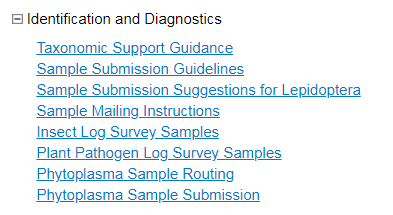 Identification and Diagnostics
Taxonomic Support Guidance
Sample Submission Guidelines
Sample Submission Suggestions for Lepidoptera
Sample Mailing Instructions
Insect Log Survey Samples
Plant Pathogen Log Survey Samples
Phytoplasma Sample Routing
Phytoplasma Sample Submission